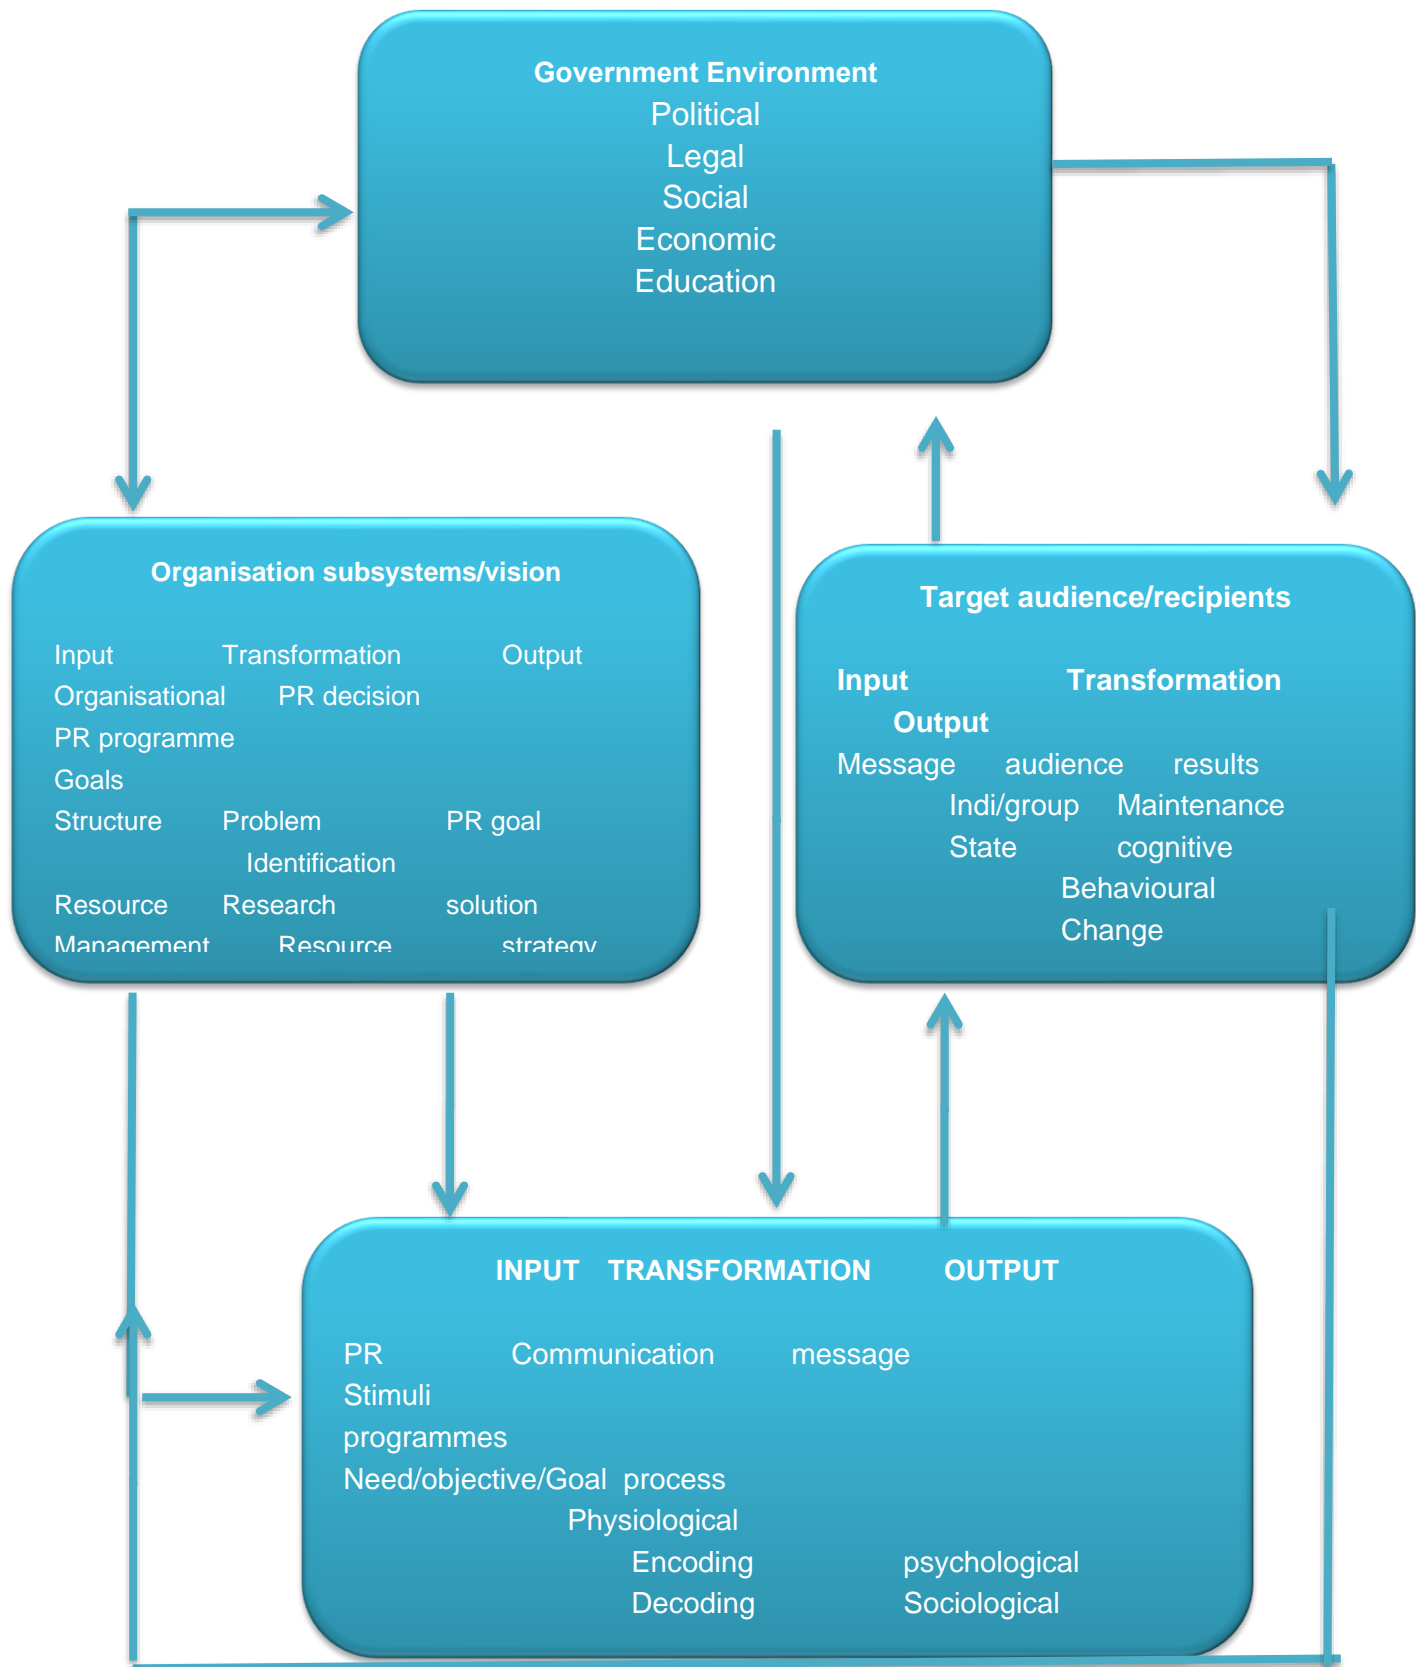 Government Environment
Political
Legal
Social
Economic
Education
Organisation subsystems/vision
Input Transformation Output
Organisational PR decision
PR programme
Goals
Structure Problem PR goal
Identification
Resource Research solution
Management Resource strategy
Target audience/recipients
Input Transformation
Output
Message audience results
Indi/group Maintenance
State cognitive
Behavioural
Change
INPUT TRANSFORMATION OUTPUT
PR Communication message
Stimuli
programmes
Need/objective/Goal process
Physiological
Encoding psychological
Decoding Sociological